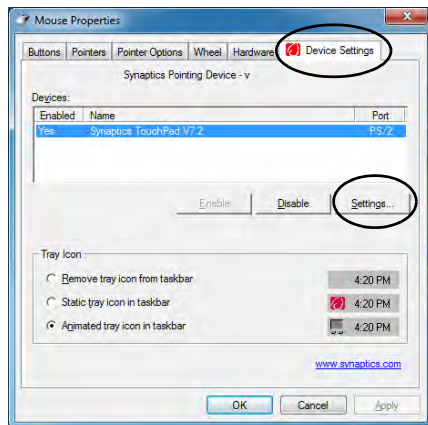 Mouse Properties
Buttons Pointers Pointer Options Wheel Hardware Device Settings
Synaptics Pointing Device - v
Devices:
Enabled Name Port
Yes Synaptics TouchPad V7.2 PS/2
Enable Disable Settings...
Tray Icon
Remove tray icon from taskbar 4:20 PM
Static tray icon in taskbar 4:20 PM
Animated tray icon in taskbar 4:20 PM
www.synaptics.com
OK Cancel Apply